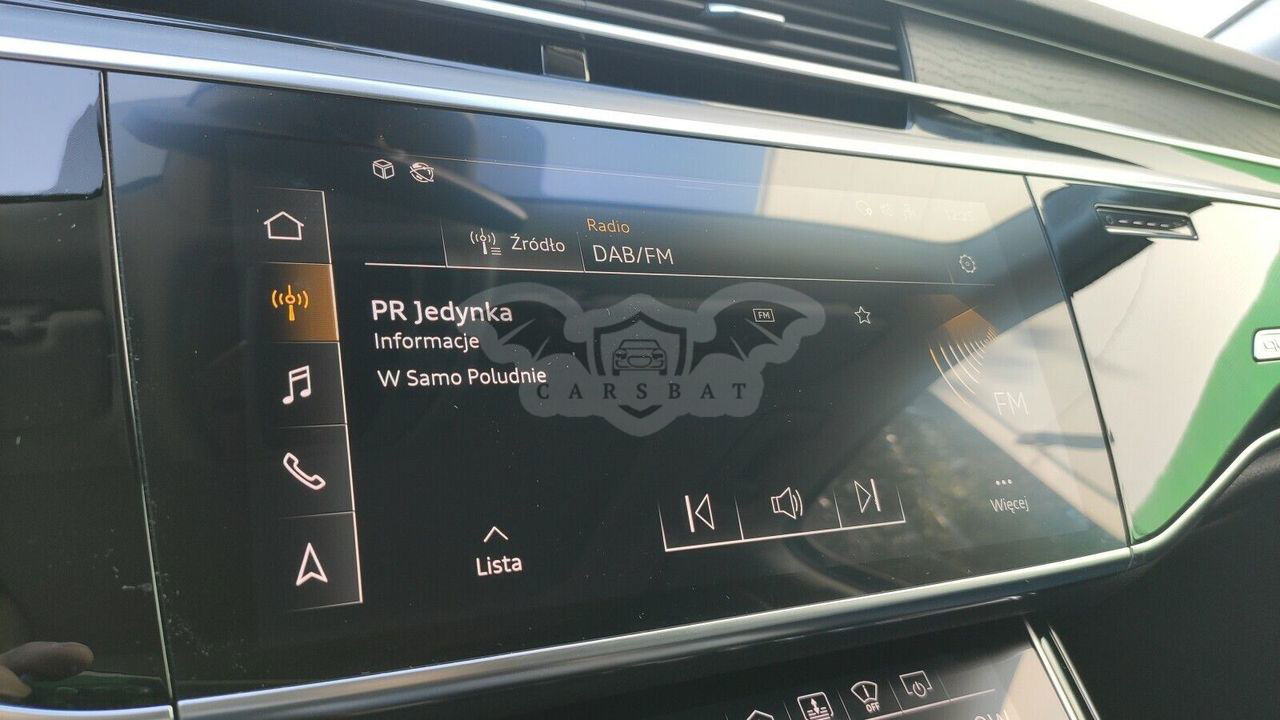 Radio
Źródło
DAB/FM
PR Jedynka
FM
Informacje
W Samo Poludnie
CARSBAT
FM
Więcej
Lista
OFF